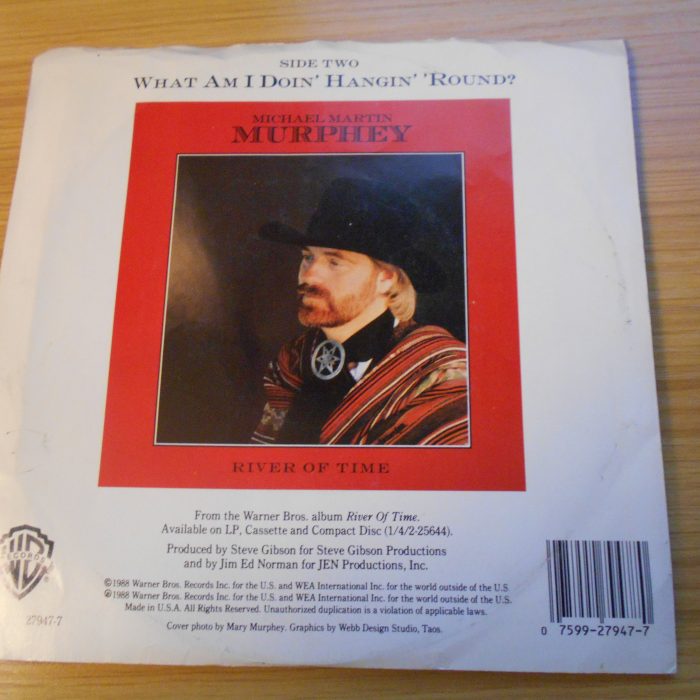 SIDE TWO
WHAT AM I DOIN' HANGIN' 'ROUND?
MICHAEL MARTIN
MURPHEY
RIVER OF TIME
From the Warner Bros. album River Of Time.
Available on LP, Cassette and Compact Disc (1/4/2-25644).
Produced by Steve Gibson for Steve Gibson Productions
and by Jim Ed Norman for JEN Productions, Inc.
©1988 Warner Bros. Records Inc. for the U.S. and WEA International Inc. for the world outside of the U.S.
℗1988 Warner Bros. Records Inc. for the U.S. and WEA International Inc. for the world outside of the U.S.
Made in U.S.A. All Rights Reserved. Unauthorized duplication is a violation of applicable laws.
Cover photo by Mary Murphey. Graphics by Webb Design Studio, Taos.
WB
RECORDS
27947-7
0 7599-27947-7